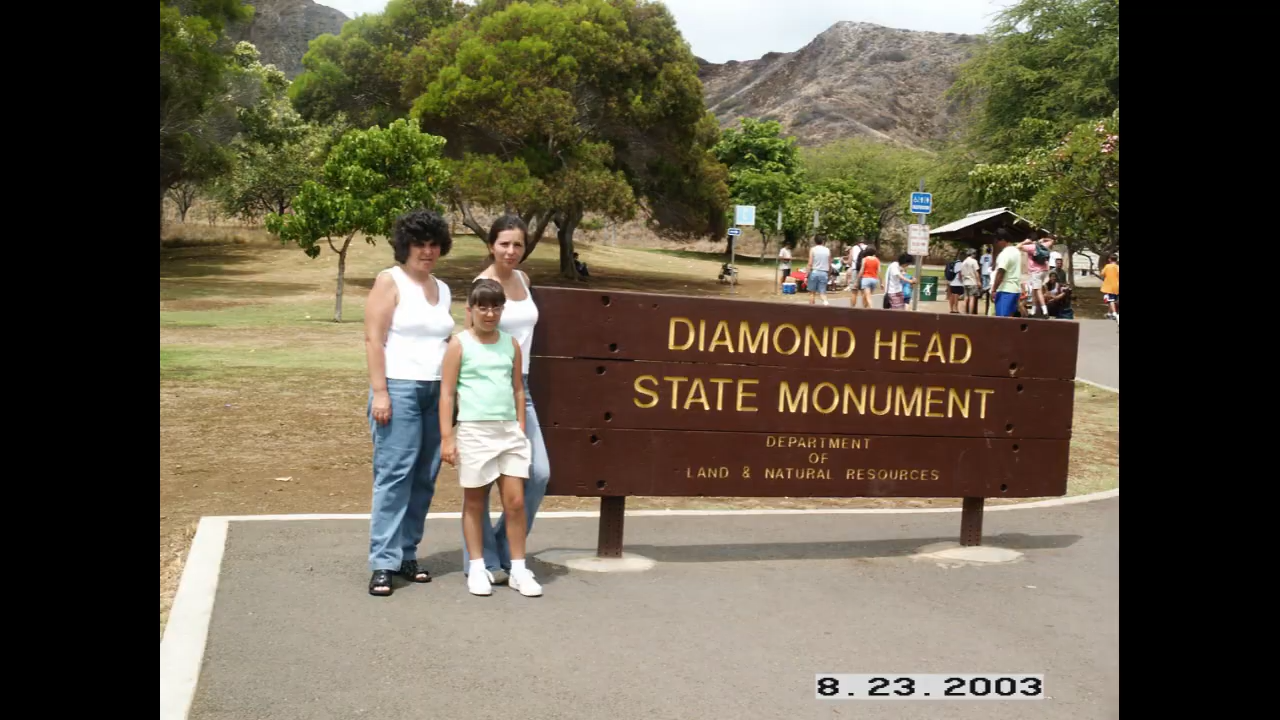 DIAMOND HEAD
STATE MONUMENT
DEPARTMENT
OF
LAND & NATURAL RESOURCES
8.23.2003